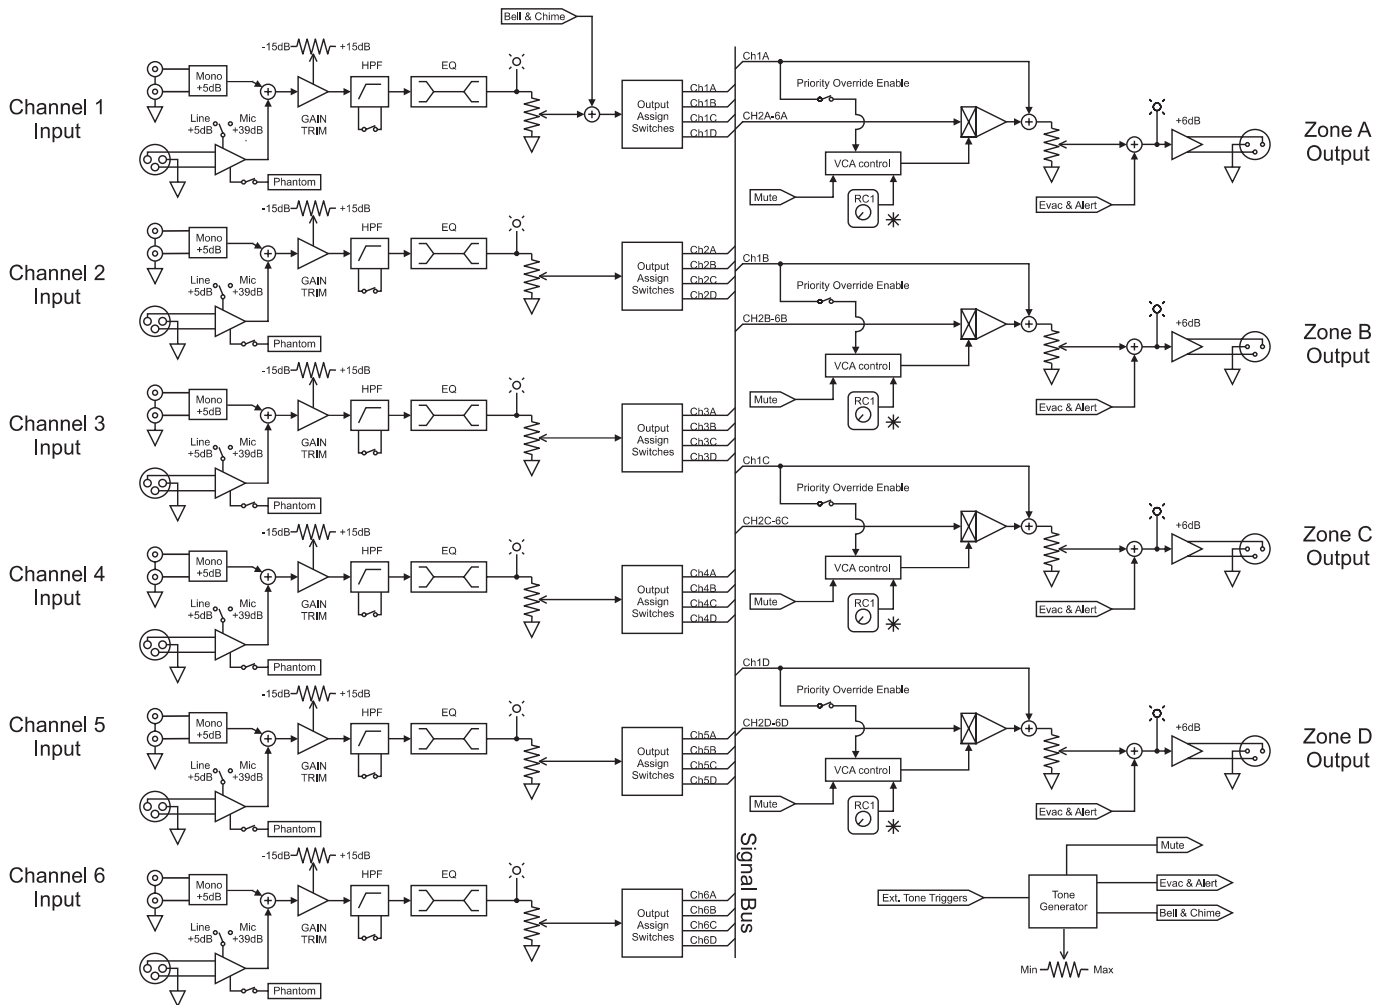 Bell & Chime
Channel 1
Input
Mono
+5dB
Line
+5dB
Mic
+39dB
Phantom
-15dB
+15dB
GAIN
TRIM
HPF
EQ
Output
Assign
Switches
Ch1A
Ch1B
Ch1C
Ch1D
Channel 2
Input
Mono
+5dB
Line
+5dB
Mic
+39dB
Phantom
-15dB
+15dB
GAIN
TRIM
HPF
EQ
Output
Assign
Switches
Ch2A
Ch2B
Ch2C
Ch2D
Channel 3
Input
Mono
+5dB
Line
+5dB
Mic
+39dB
Phantom
-15dB
+15dB
GAIN
TRIM
HPF
EQ
Output
Assign
Switches
Ch3A
Ch3B
Ch3C
Ch3D
Channel 4
Input
Mono
+5dB
Line
+5dB
Mic
+39dB
Phantom
-15dB
+15dB
GAIN
TRIM
HPF
EQ
Output
Assign
Switches
Ch4A
Ch4B
Ch4C
Ch4D
Channel 5
Input
Mono
+5dB
Line
+5dB
Mic
+39dB
Phantom
-15dB
+15dB
GAIN
TRIM
HPF
EQ
Output
Assign
Switches
Ch5A
Ch5B
Ch5C
Ch5D
Channel 6
Input
Mono
+5dB
Line
+5dB
Mic
+39dB
Phantom
-15dB
+15dB
GAIN
TRIM
HPF
EQ
Output
Assign
Switches
Ch6A
Ch6B
Ch6C
Ch6D
Signal Bus
Ch1A
Priority Override Enable
CH2A-6A
VCA control
Mute
RC1
Evac & Alert
+6dB
Zone A
Output
Ch1B
Priority Override Enable
CH2B-6B
VCA control
Mute
RC1
Evac & Alert
+6dB
Zone B
Output
Ch1C
Priority Override Enable
CH2C-6C
VCA control
Mute
RC1
Evac & Alert
+6dB
Zone C
Output
Ch1D
Priority Override Enable
CH2D-6D
VCA control
Mute
RC1
Evac & Alert
+6dB
Zone D
Output
Ext. Tone Triggers
Tone
Generator
Mute
Evac & Alert
Bell & Chime
Min
Max